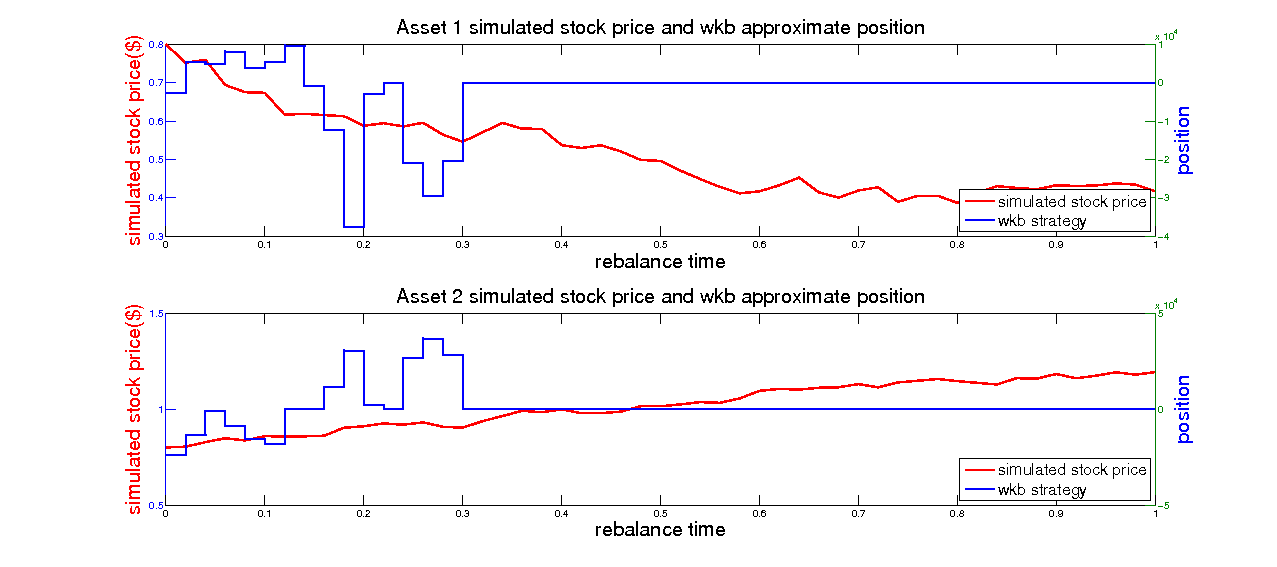 Asset 1 simulated stock price and wkb approximate position
x 10^4
simulated stock price($)
0.8
0.7
0.6
0.5
0.4
0.3
1
0
−1
−2
−3
−4
position
simulated stock price
wkb strategy
0 0.1 0.2 0.3 0.4 0.5 0.6 0.7 0.8 0.9 1
rebalance time
Asset 2 simulated stock price and wkb approximate position
x 10^4
simulated stock price($)
1.5
1
0.5
5
0
−5
position
simulated stock price
wkb strategy
0 0.1 0.2 0.3 0.4 0.5 0.6 0.7 0.8 0.9 1
rebalance time